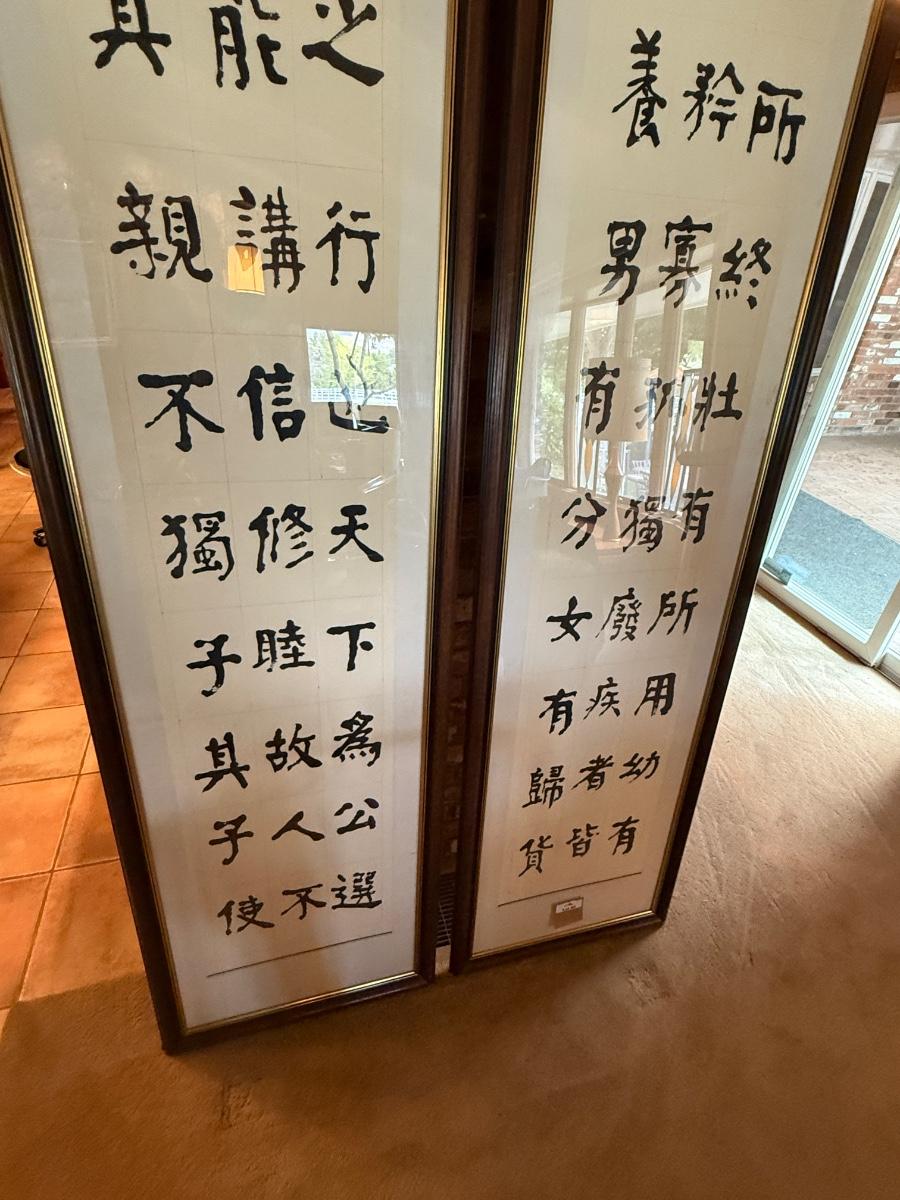 之行也天下為公選
能講信修睦故人不
其親不獨子其子使
所終壯有所用幼有
矜寡孤獨廢疾者皆
養男有分女有歸貨